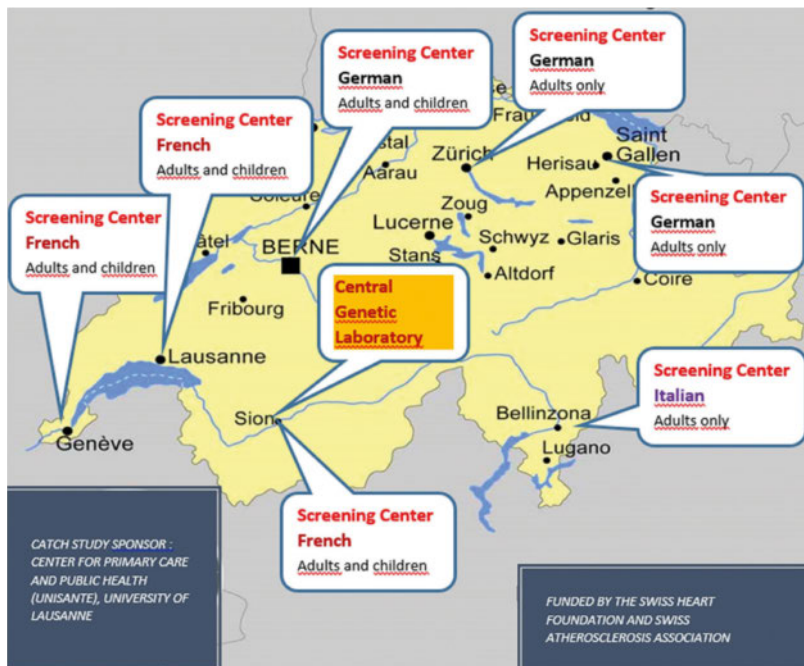 Screening Center
German
Adults and children
Screening Center
German
Adults only
Screening Center
French
Adults and children
Screening Center
French
Adults and children
Aarau
Zürich
Herisau
Saint
Gallen
Appenzell
Zoug
Lucerne
Stans
Schwyz
Glaris
Altdorf
Coire
BERNE
Fribourg
Screening Center
German
Adults only
Central
Genetic
Laboratory
Lausanne
Sion
Genève
Screening Center
Italian
Adults only
Bellinzona
Lugano
Screening Center
French
Adults and children
CATCH STUDY SPONSOR :
CENTER FOR PRIMARY CARE
AND PUBLIC HEALTH
(UNISANTE), UNIVERSITY OF
LAUSANNE
FUNDED BY THE SWISS HEART
FOUNDATION AND SWISS
ATHEROSCLEROSIS ASSOCIATION